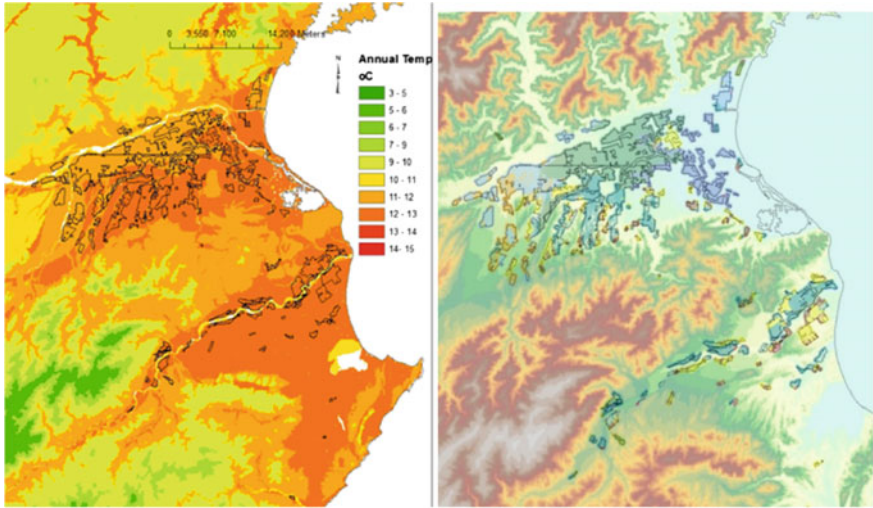 0 3,550 7,100 14,200 Meters
N
Annual Temp
oC
3 - 5
5 - 6
6 - 7
7 - 9
9 - 10
10 - 11
11 - 12
12 - 13
13 - 14
14 - 15